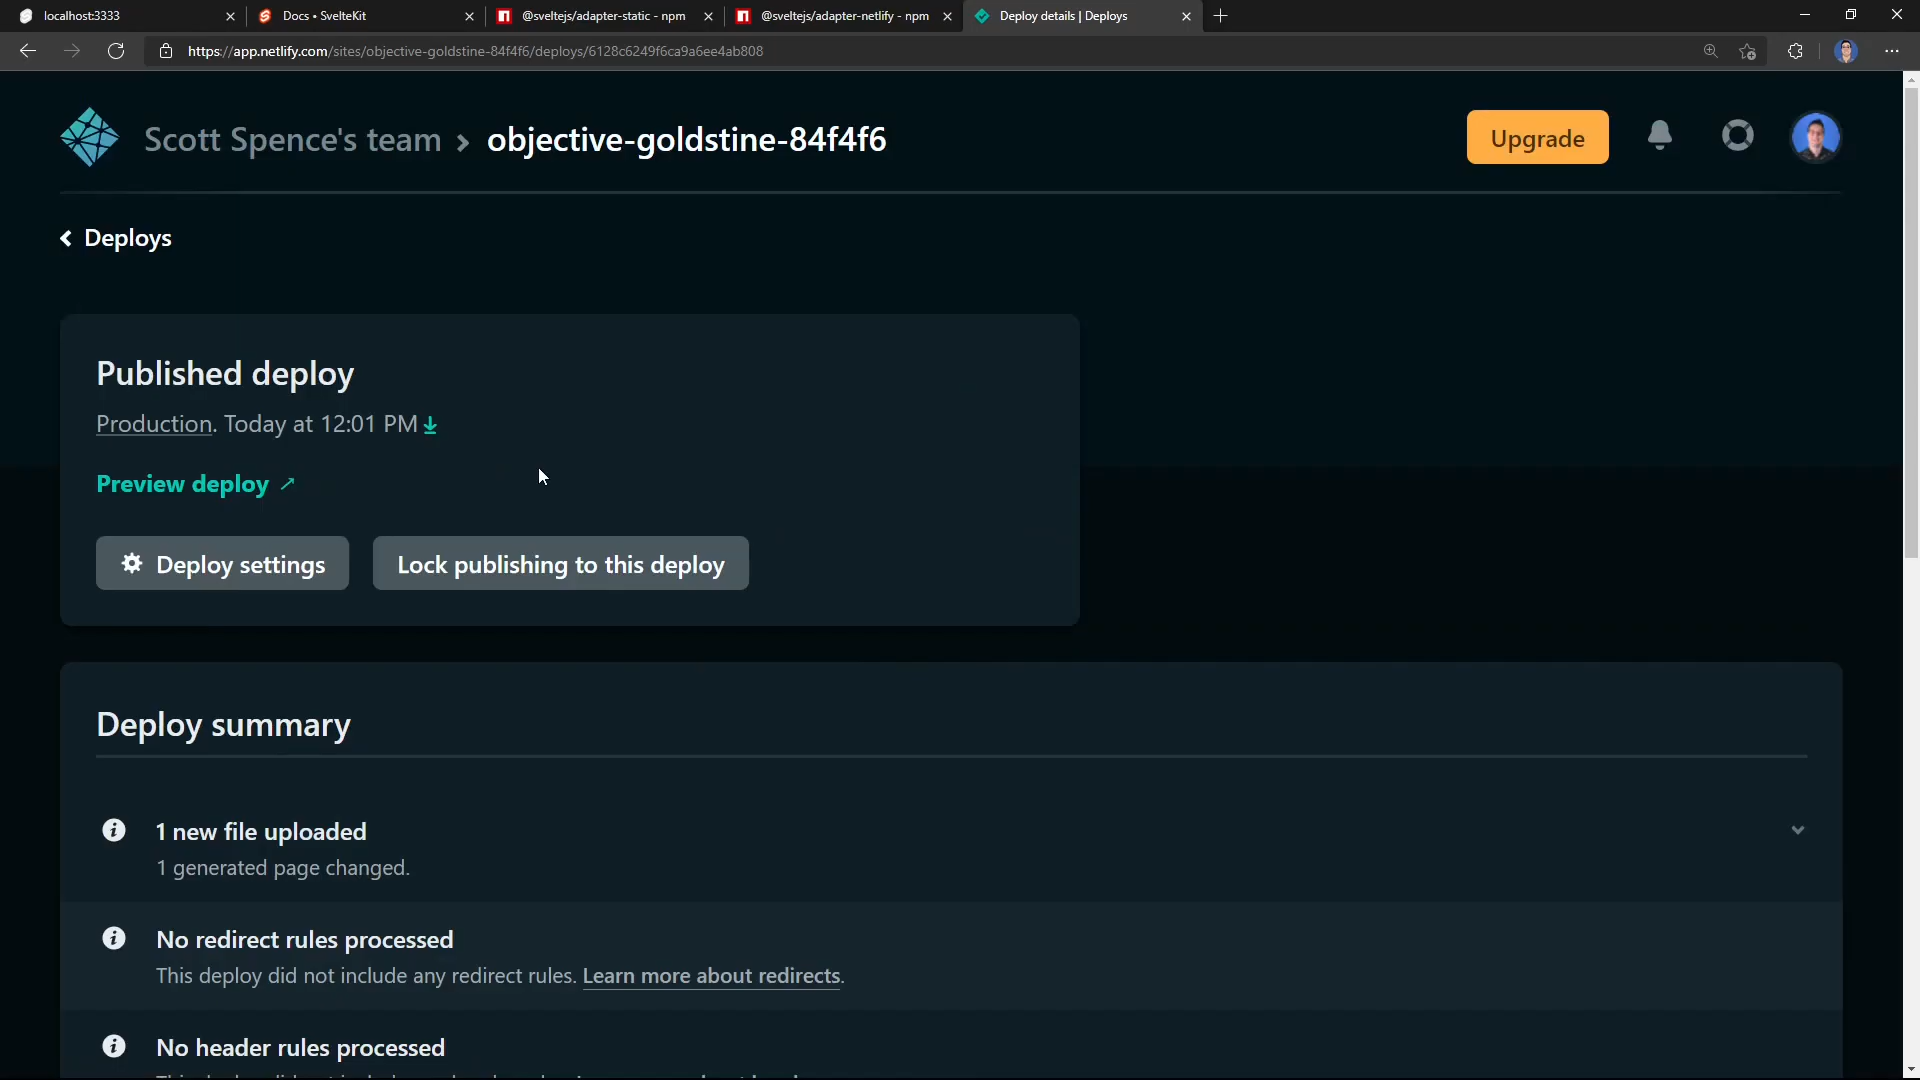 localhost:3333
Docs • SvelteKit
@sveltejs/adapter-static - npm
@sveltejs/adapter-netlify - npm
Deploy details | Deploys
https://app.netlify.com/sites/objective-goldstine-84f4f6/deploys/6128c6249f6ca9a6ee4ab808
Scott Spence's team › objective-goldstine-84f4f6
Upgrade
Deploys
Published deploy
Production. Today at 12:01 PM
Preview deploy ↗
Deploy settings
Lock publishing to this deploy
Deploy summary
1 new file uploaded
1 generated page changed.
No redirect rules processed
This deploy did not include any redirect rules. Learn more about redirects.
No header rules processed